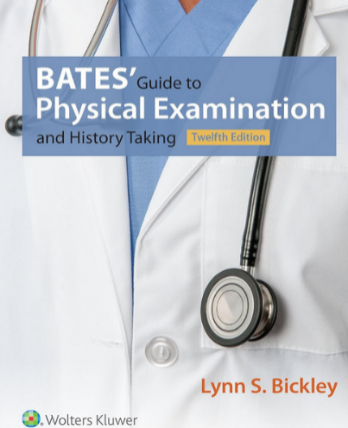 BATES' Guide to
Physical Examination
and History Taking Twelfth Edition
Lynn S. Bickley
Wolters Kluwer